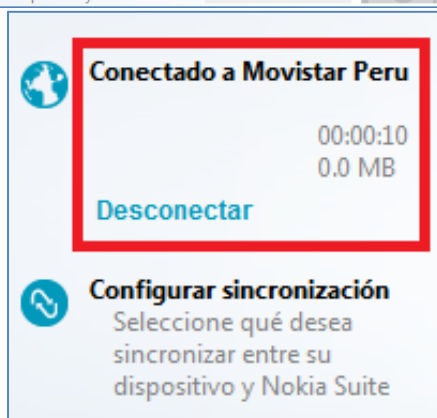 Conectado a Movistar Peru
00:00:10
0.0 MB
Desconectar
Configurar sincronización
Seleccione qué desea
sincronizar entre su
dispositivo y Nokia Suite